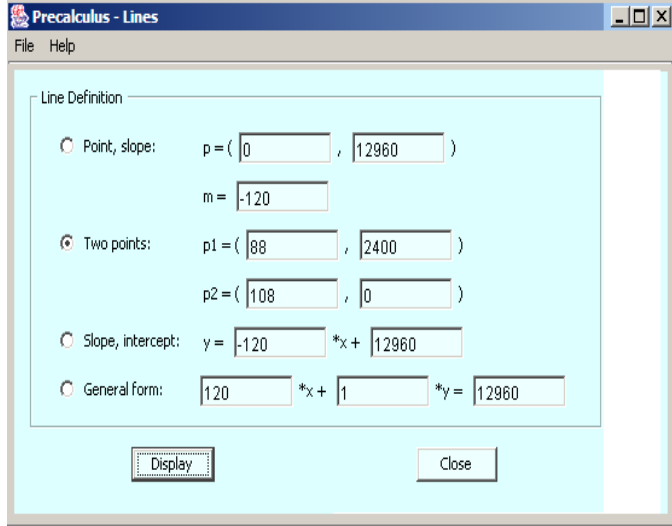 Precalculus - Lines
File Help
Line Definition
Point, slope: p = ( 0 , 12960 )
m = -120
Two points: p1 = ( 88 , 2400 )
p2 = ( 108 , 0 )
Slope, intercept: y = -120 *x + 12960
General form: 120 *x + 1 *y = 12960
Display Close